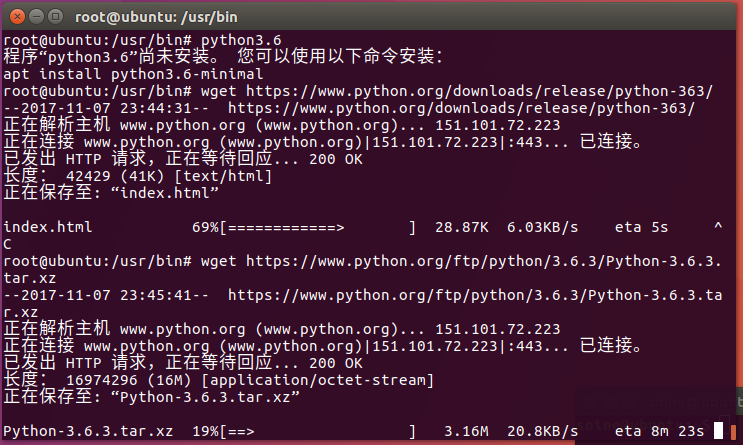 root@ubuntu: /usr/bin
root@ubuntu:/usr/bin# python3.6
程序“python3.6”尚未安装。 您可以使用以下命令安装：
apt install python3.6-minimal
root@ubuntu:/usr/bin# wget https://www.python.org/downloads/release/python-363/
--2017-11-07 23:44:31--  https://www.python.org/downloads/release/python-363/
正在解析主机 www.python.org (www.python.org)... 151.101.72.223
正在连接 www.python.org (www.python.org)|151.101.72.223|:443... 已连接。
已发出 HTTP 请求，正在等待回应... 200 OK
长度： 42429 (41K) [text/html]
正在保存至: “index.html”
index.html           69%[============>       ]  28.87K  6.03KB/s    eta 5s     ^
C
root@ubuntu:/usr/bin# wget https://www.python.org/ftp/python/3.6.3/Python-3.6.3.
tar.xz
--2017-11-07 23:45:41--  https://www.python.org/ftp/python/3.6.3/Python-3.6.3.ta
r.xz
正在解析主机 www.python.org (www.python.org)... 151.101.72.223
正在连接 www.python.org (www.python.org)|151.101.72.223|:443... 已连接。
已发出 HTTP 请求，正在等待回应... 200 OK
长度： 16974296 (16M) [application/octet-stream]
正在保存至: “Python-3.6.3.tar.xz”
Python-3.6.3.tar.xz  19%[==>                 ]   3.16M  20.8KB/s    eta 8m 23s